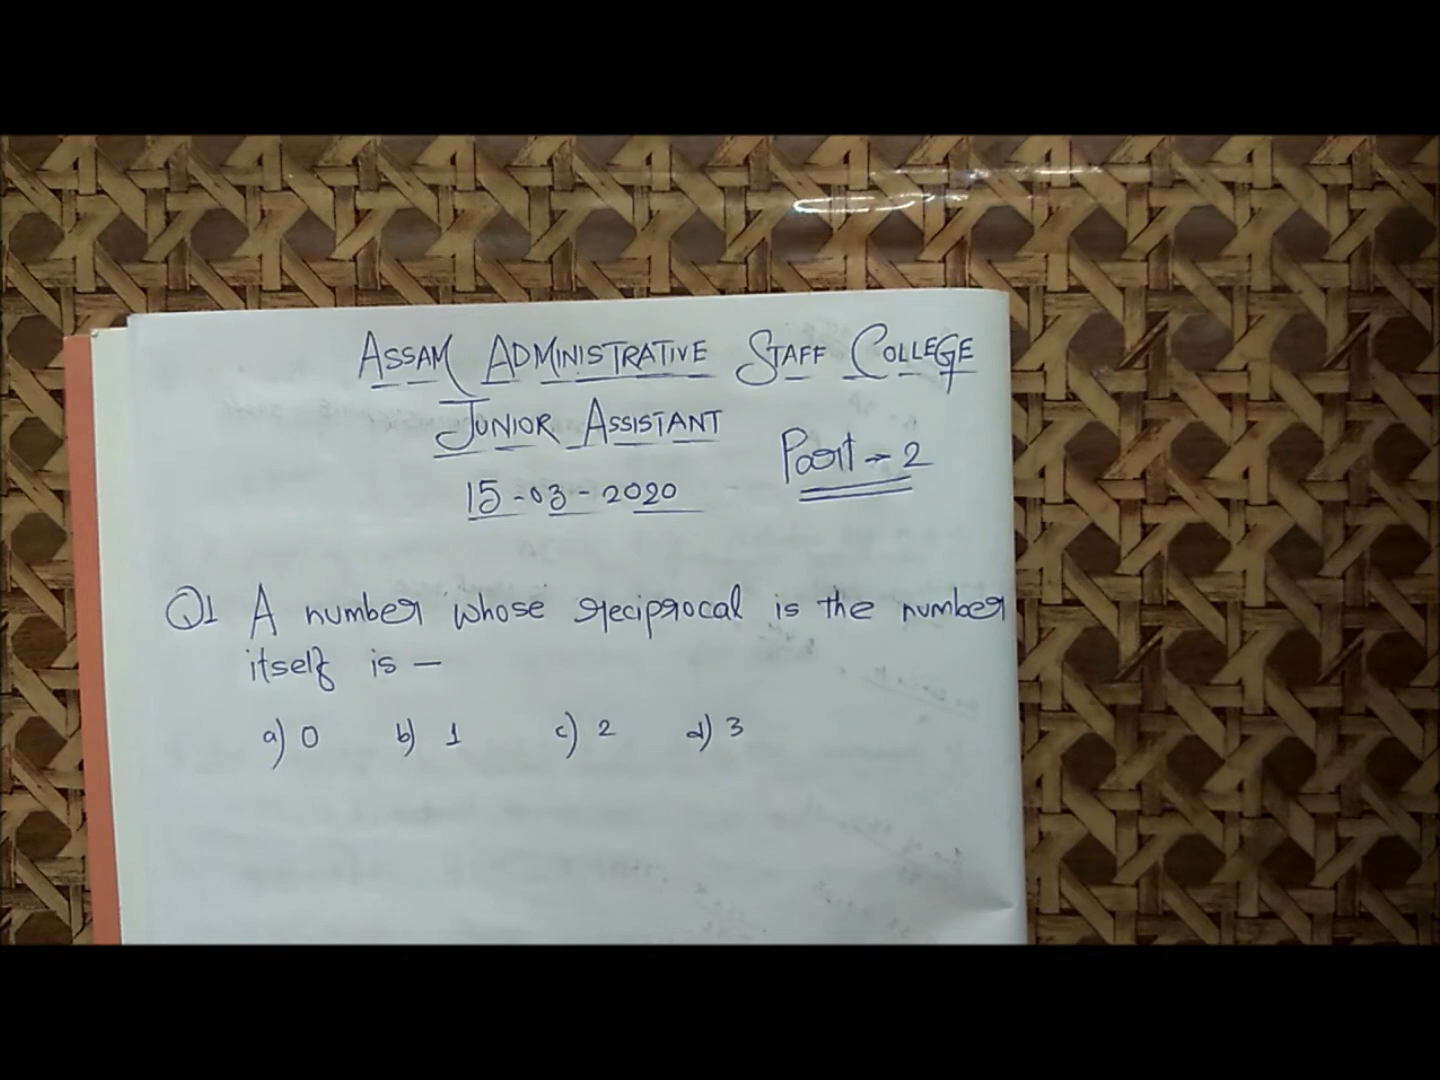 ASSAM ADMINISTRATIVE STAFF COLLEGE
JUNIOR ASSISTANT
Part - 2
15-03-2020
Q1 A number whose reciprocal is the number
itself is —
a) 0 b) 1 c) 2 d) 3